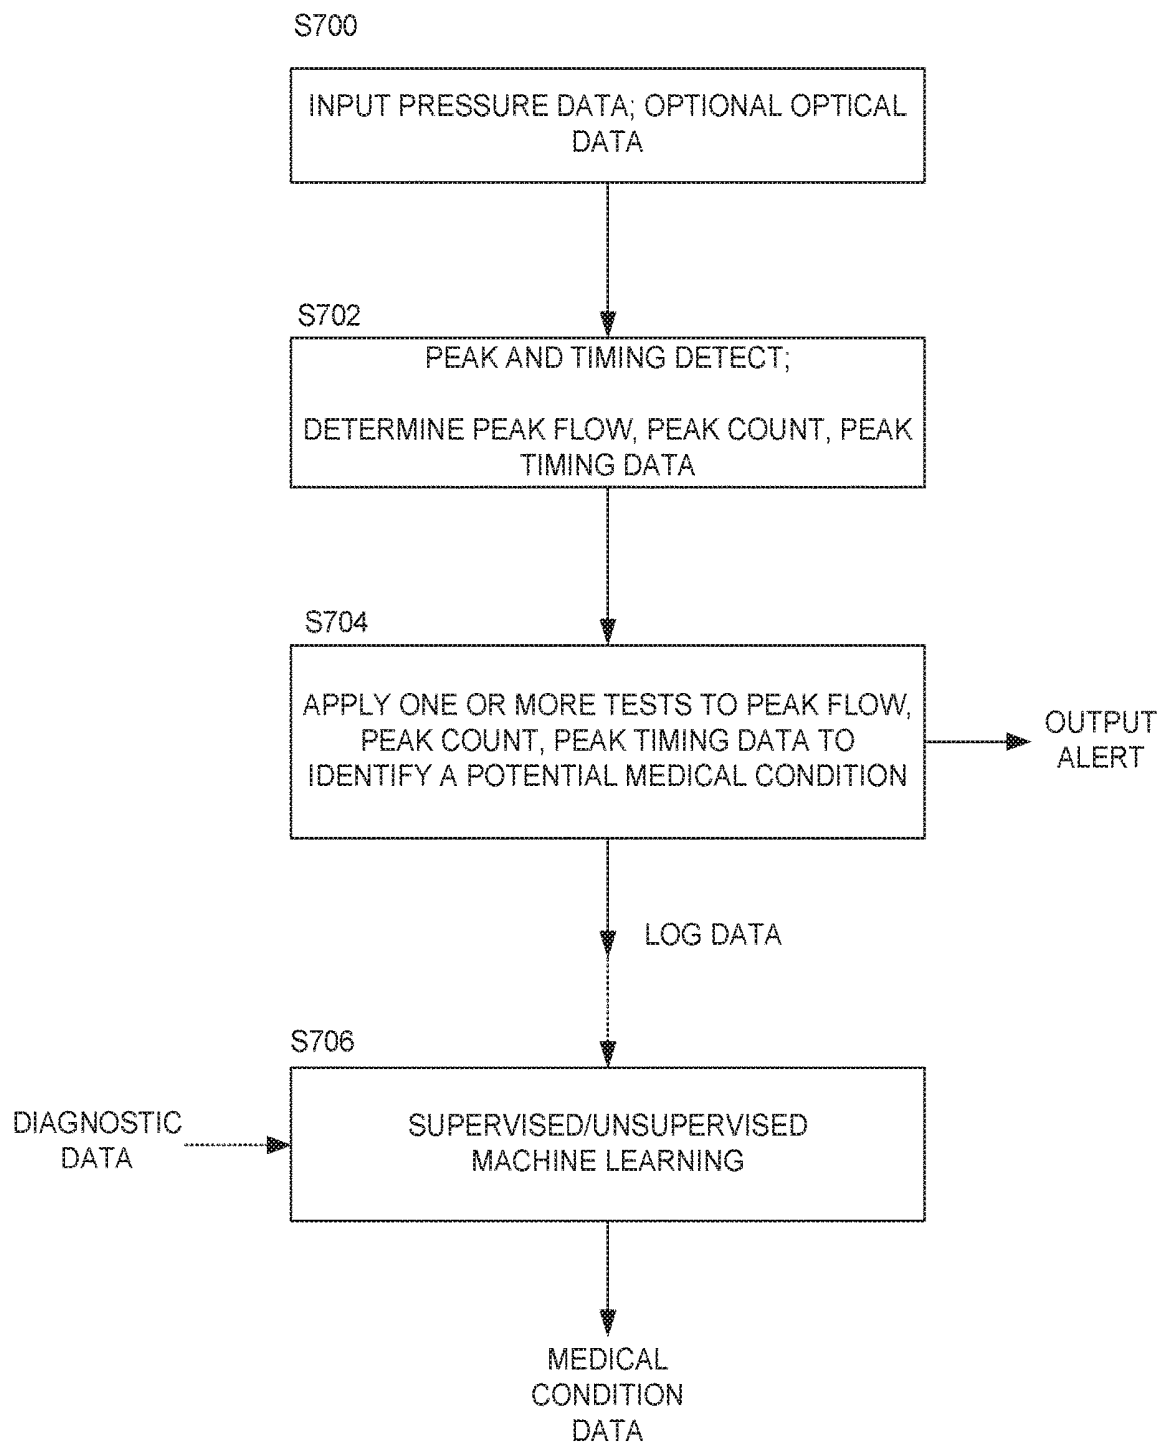 S700
INPUT PRESSURE DATA; OPTIONAL OPTICAL
DATA
S702
PEAK AND TIMING DETECT;
DETERMINE PEAK FLOW, PEAK COUNT, PEAK
TIMING DATA
S704
APPLY ONE OR MORE TESTS TO PEAK FLOW,
PEAK COUNT, PEAK TIMING DATA TO
IDENTIFY A POTENTIAL MEDICAL CONDITION
OUTPUT
ALERT
LOG DATA
S706
DIAGNOSTIC
DATA
SUPERVISED/UNSUPERVISED
MACHINE LEARNING
MEDICAL
CONDITION
DATA